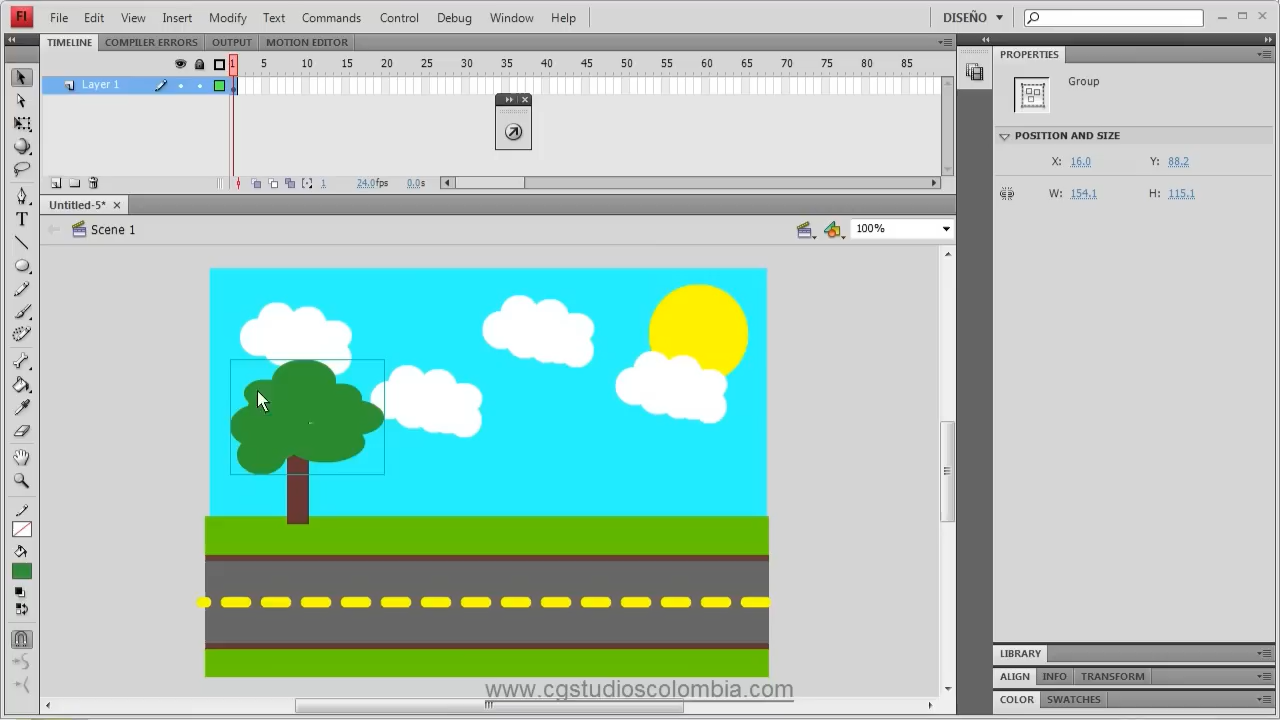 Fl File Edit View Insert Modify Text Commands Control Debug Window Help DISEÑO
TIMELINE COMPILER ERRORS OUTPUT MOTION EDITOR
1 5 10 15 20 25 30 35 40 45 50 55 60 65 70 75 80 85
Layer 1
1 24.0fps 0.0s
Untitled-5*
Scene 1
100%
PROPERTIES
Group
POSITION AND SIZE
X: 16.0 Y: 88.2
W: 154.1 H: 115.1
LIBRARY
ALIGN INFO TRANSFORM
COLOR SWATCHES
www.cgstudioscolombia.com